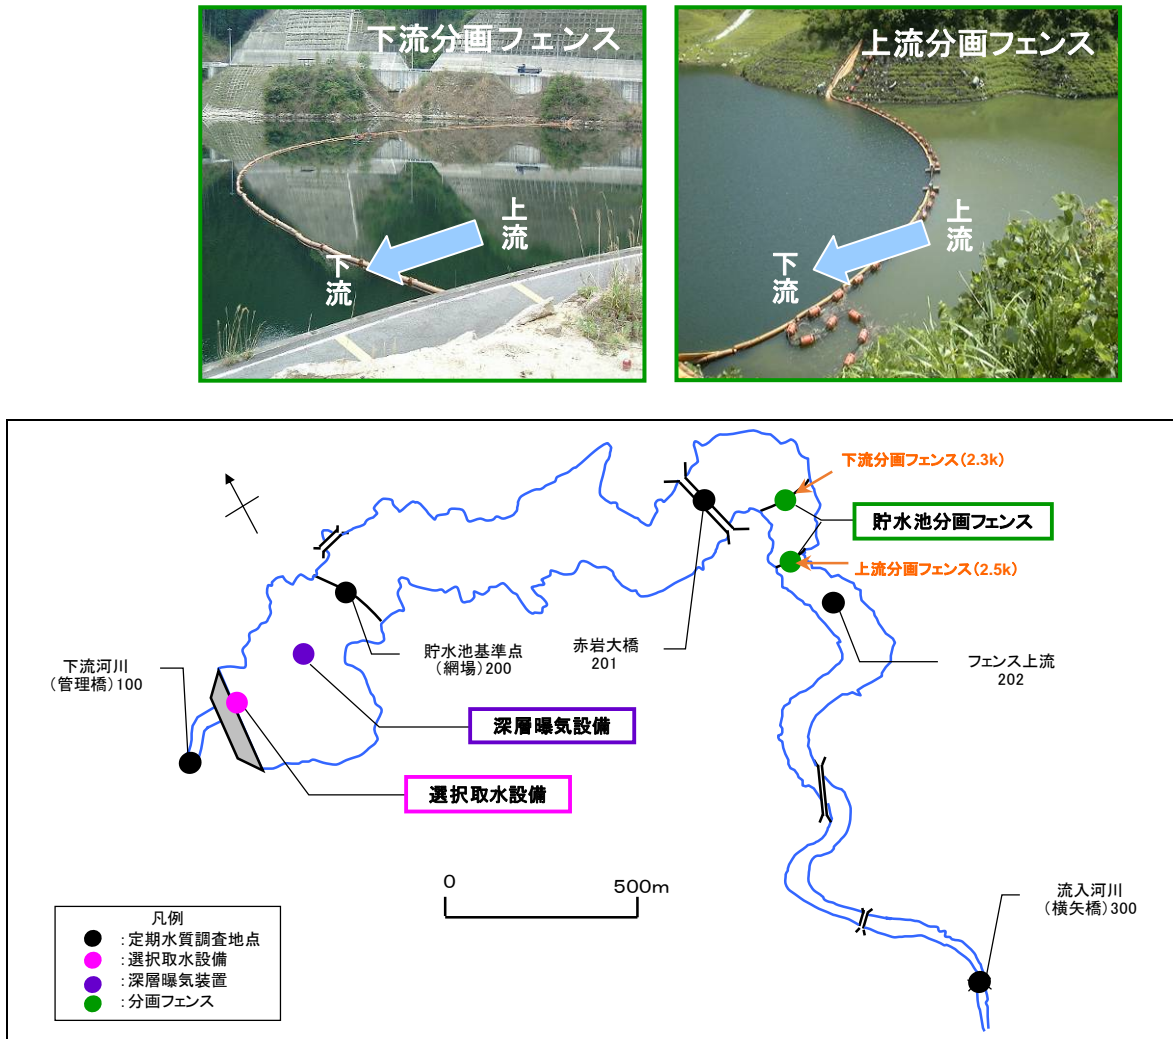 下流分画フェンス
上流
下流
上流分画フェンス
上流
下流
下流分画フェンス(2.3k)
貯水池分画フェンス
上流分画フェンス(2.5k)
赤岩大橋
201
貯水池基準点
(網場)200
フェンス上流
202
下流河川
(管理橋)100
深層曝気設備
選択取水設備
0
500m
流入河川
(横矢橋)300
凡例
:定期水質調査地点
:選択取水設備
:深層曝気装置
:分画フェンス